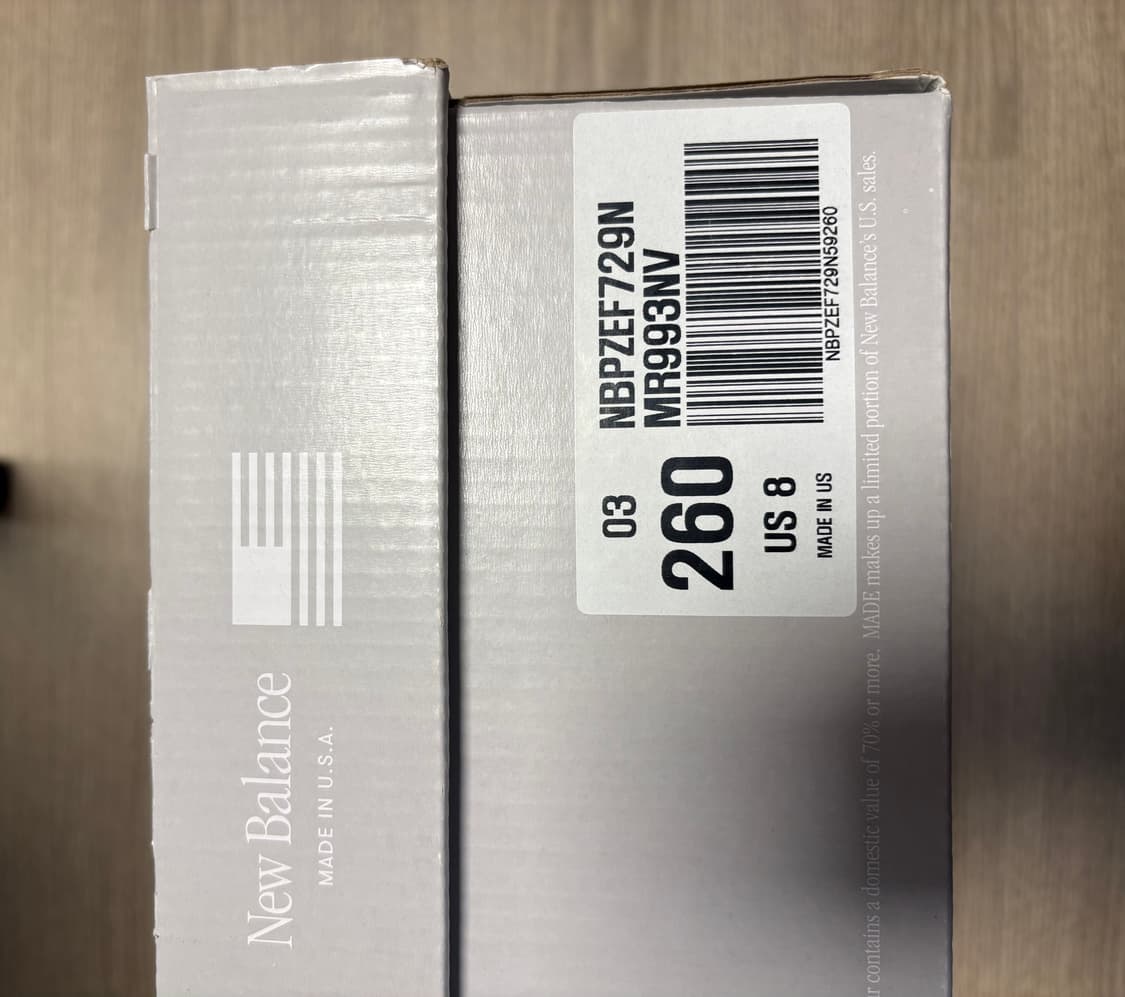 New Balance
MADE IN U.S.A.
03
NBPZEF729N
260
MR993NV
US 8
MADE IN US
NBPZEF729N59260
contains a domestic value of 70% or more. MADE makes up a limited portion of New Balance's U.S. sales.